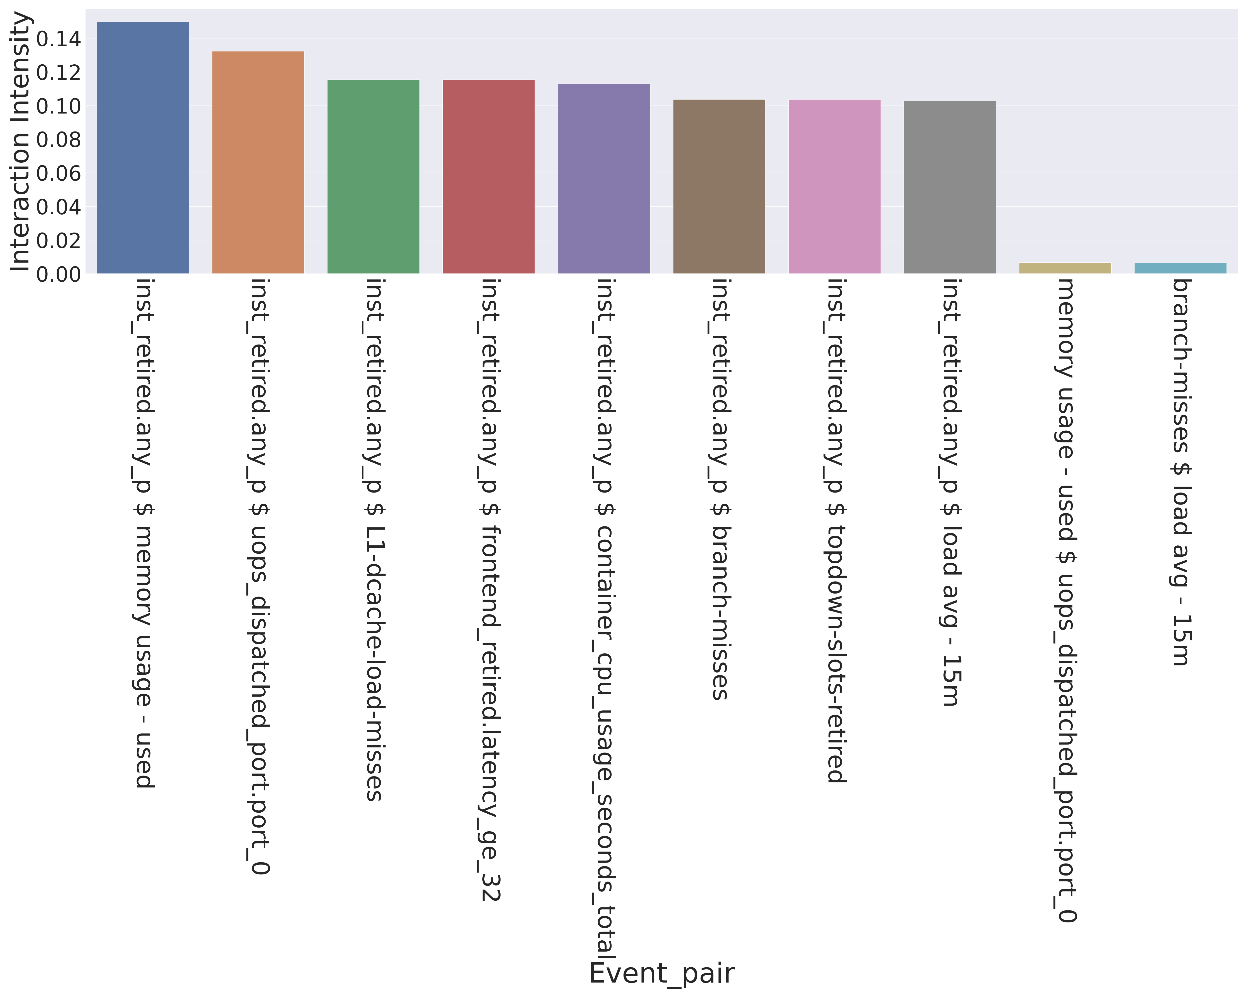 Interaction Intensity
0.14
0.12
0.10
0.08
0.06
0.04
0.02
0.00
inst_retired.any_p $ memory usage - used
inst_retired.any_p $ uops_dispatched_port.port_0
inst_retired.any_p $ L1-dcache-load-misses
inst_retired.any_p $ frontend_retired.latency_ge_32
inst_retired.any_p $ container_cpu_usage_seconds_total
inst_retired.any_p $ branch-misses
inst_retired.any_p $ topdown-slots-retired
inst_retired.any_p $ load avg - 15m
memory usage - used $ uops_dispatched_port.port_0
branch-misses $ load avg - 15m
Event_pair